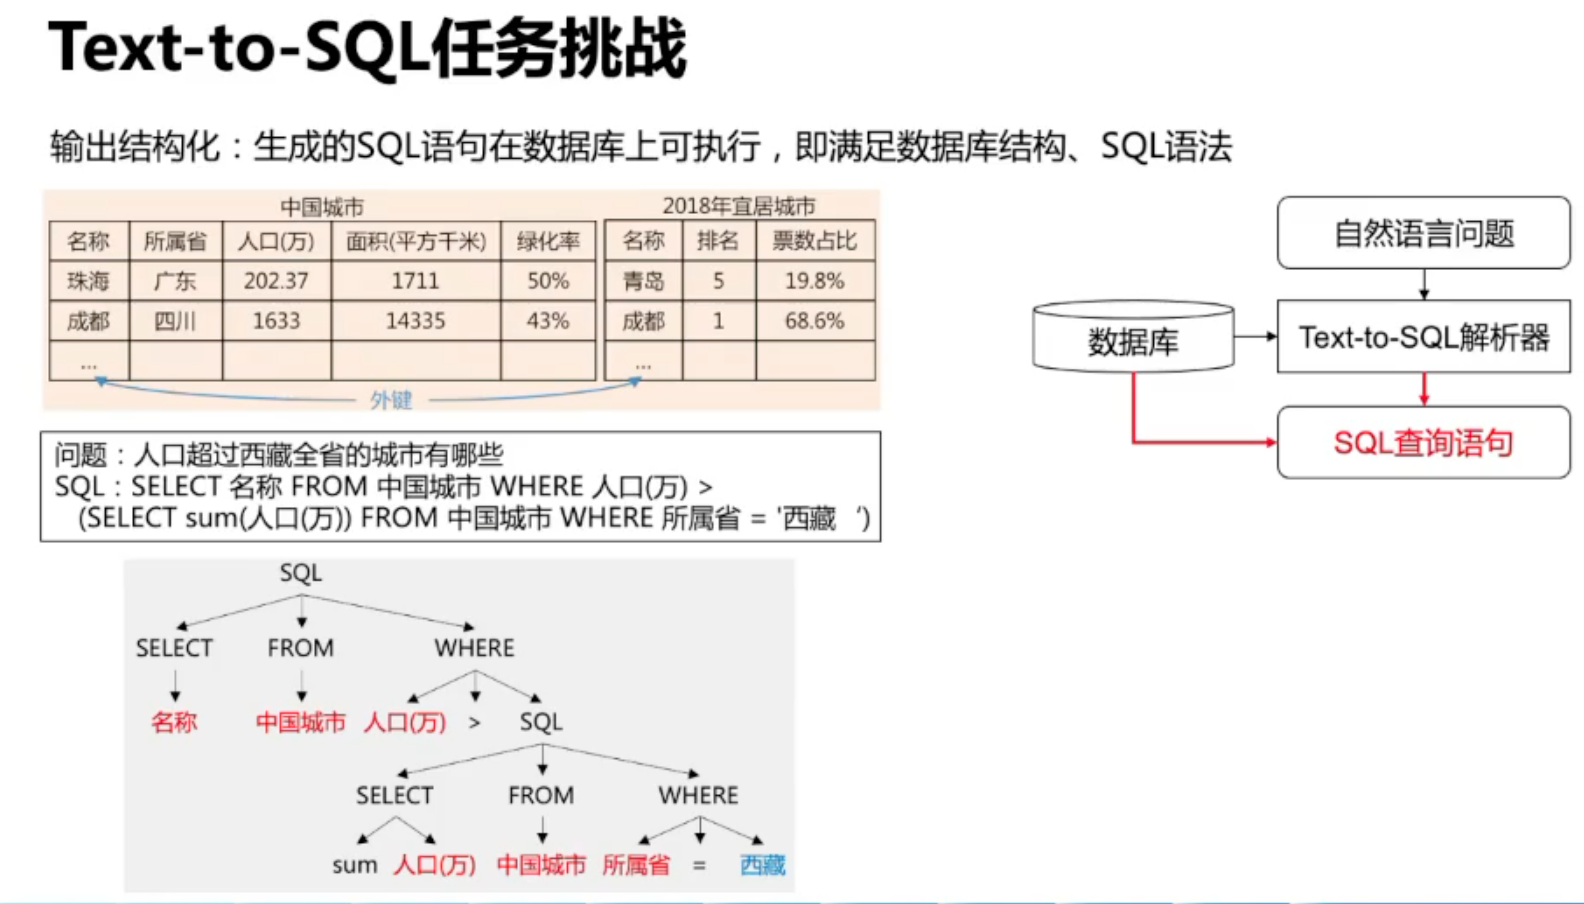 Text-to-SQL任务挑战
输出结构化：生成的SQL语句在数据库上可执行，即满足数据库结构、SQL语法
中国城市
名称 所属省 人口(万) 面积(平方千米) 绿化率
珠海 广东 202.37 1711 50%
成都 四川 1633 14335 43%
...
2018年宜居城市
名称 排名 票数占比
青岛 5 19.8%
成都 1 68.6%
...
外键
问题：人口超过西藏全省的城市有哪些
SQL：SELECT 名称 FROM 中国城市 WHERE 人口(万) >
(SELECT sum(人口(万)) FROM 中国城市 WHERE 所属省 = '西藏 ‘)
SQL
SELECT FROM WHERE
名称 中国城市 人口(万) > SQL
SELECT FROM WHERE
sum 人口(万) 中国城市 所属省 = 西藏
自然语言问题
数据库
Text-to-SQL解析器
SQL查询语句